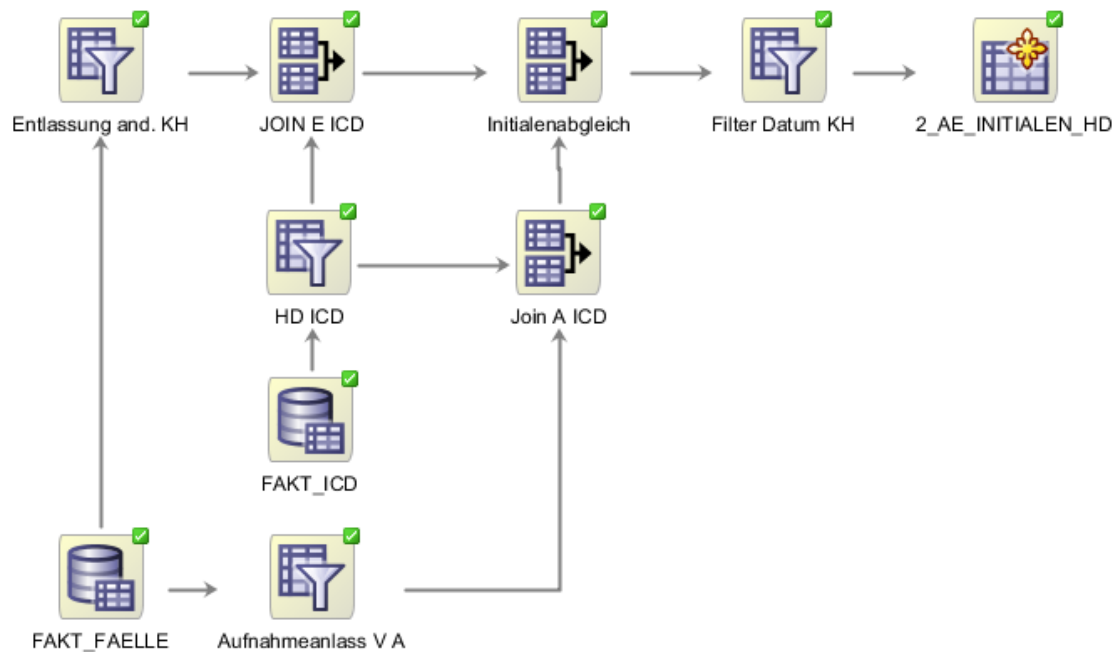 Entlassung and. KH
JOIN E ICD
Initialenabgleich
Filter Datum KH
2_AE_INITIALEN_HD
HD ICD
Join A ICD
FAKT_ICD
FAKT_FAELLE
Aufnahmeanlass V A